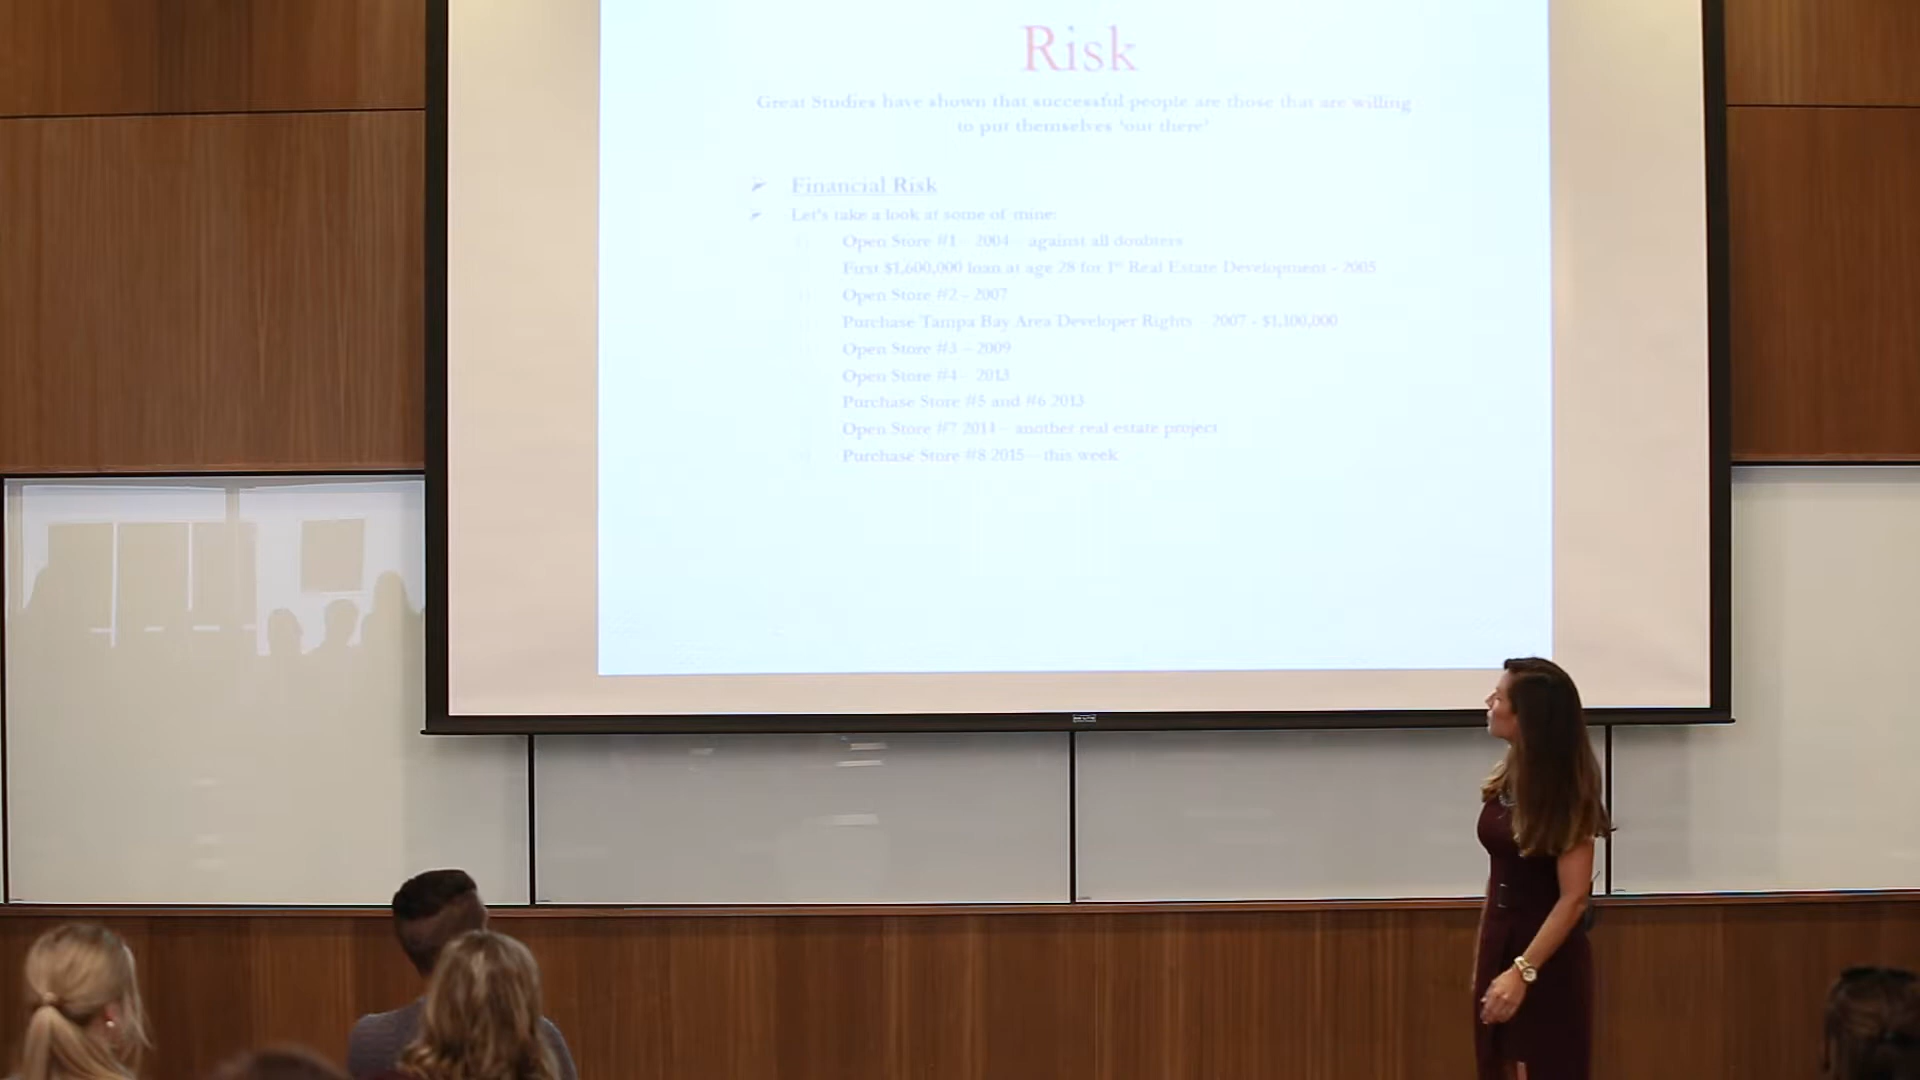 Risk
Great Studies have shown that successful people are those that are willing
to put themselves 'out there'
➢ Financial Risk
➢ Let's take a look at some of mine:
Open Store #1 – 2004 – against all doubters
First $1,600,000 loan at age 28 for 1st Real Estate Development - 2005
Open Store #2 - 2007
Purchase Tampa Bay Area Developer Rights – 2007 - $1,100,000
Open Store #3 – 2009
Open Store #4 – 2013
Purchase Store #5 and #6 2013
Open Store #7 2014 – another real estate project
Purchase Store #8 2015 – this week